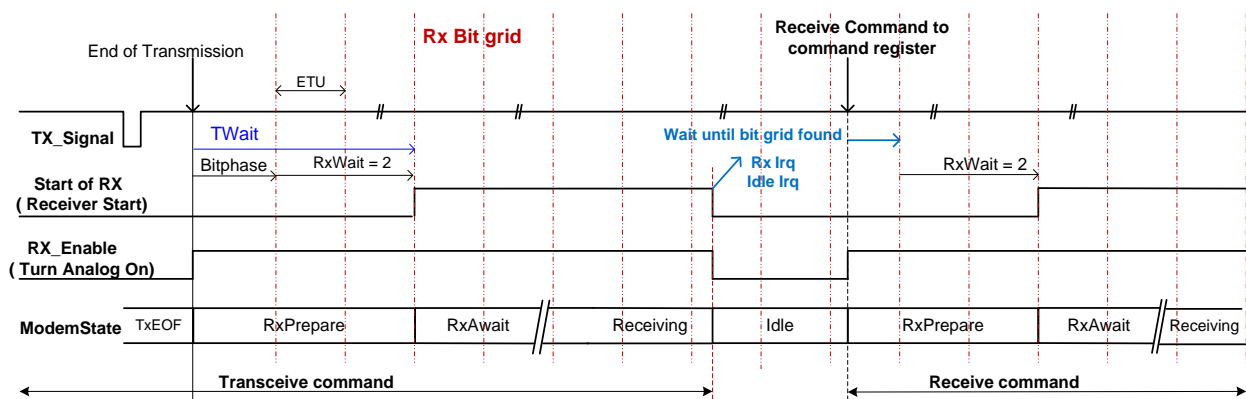 Rx Bit grid
Receive Command to
command register
End of Transmission
ETU
TX_Signal
TWait
Wait until bit grid found
Bitphase
RxWait = 2
Rx Irq
Idle Irq
RxWait = 2
Start of RX
( Receiver Start)
RX_Enable
( Turn Analog On)
ModemState
TxEOF
RxPrepare
RxAwait
Receiving
Idle
RxPrepare
RxAwait
Receiving
Transceive command
Receive command